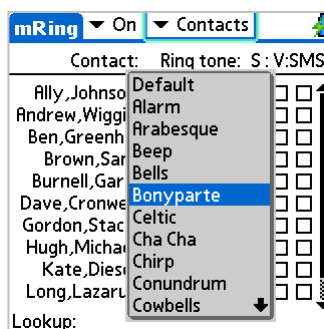 mRing On Contacts
Contact: Ring tone: S : V:SMS
Ally,Johnso
Andrew,Wiggi
Ben,Greenh
Brown,Sar
Burnell,Gar
Dave,Cronwe
Gordon,Stac
Hugh,Michae
Kate,Dies
Long,Lazaru
Default
Alarm
Arabesque
Beep
Bells
Bonyparte
Celtic
Cha Cha
Chirp
Conundrum
Cowbells
Lookup: